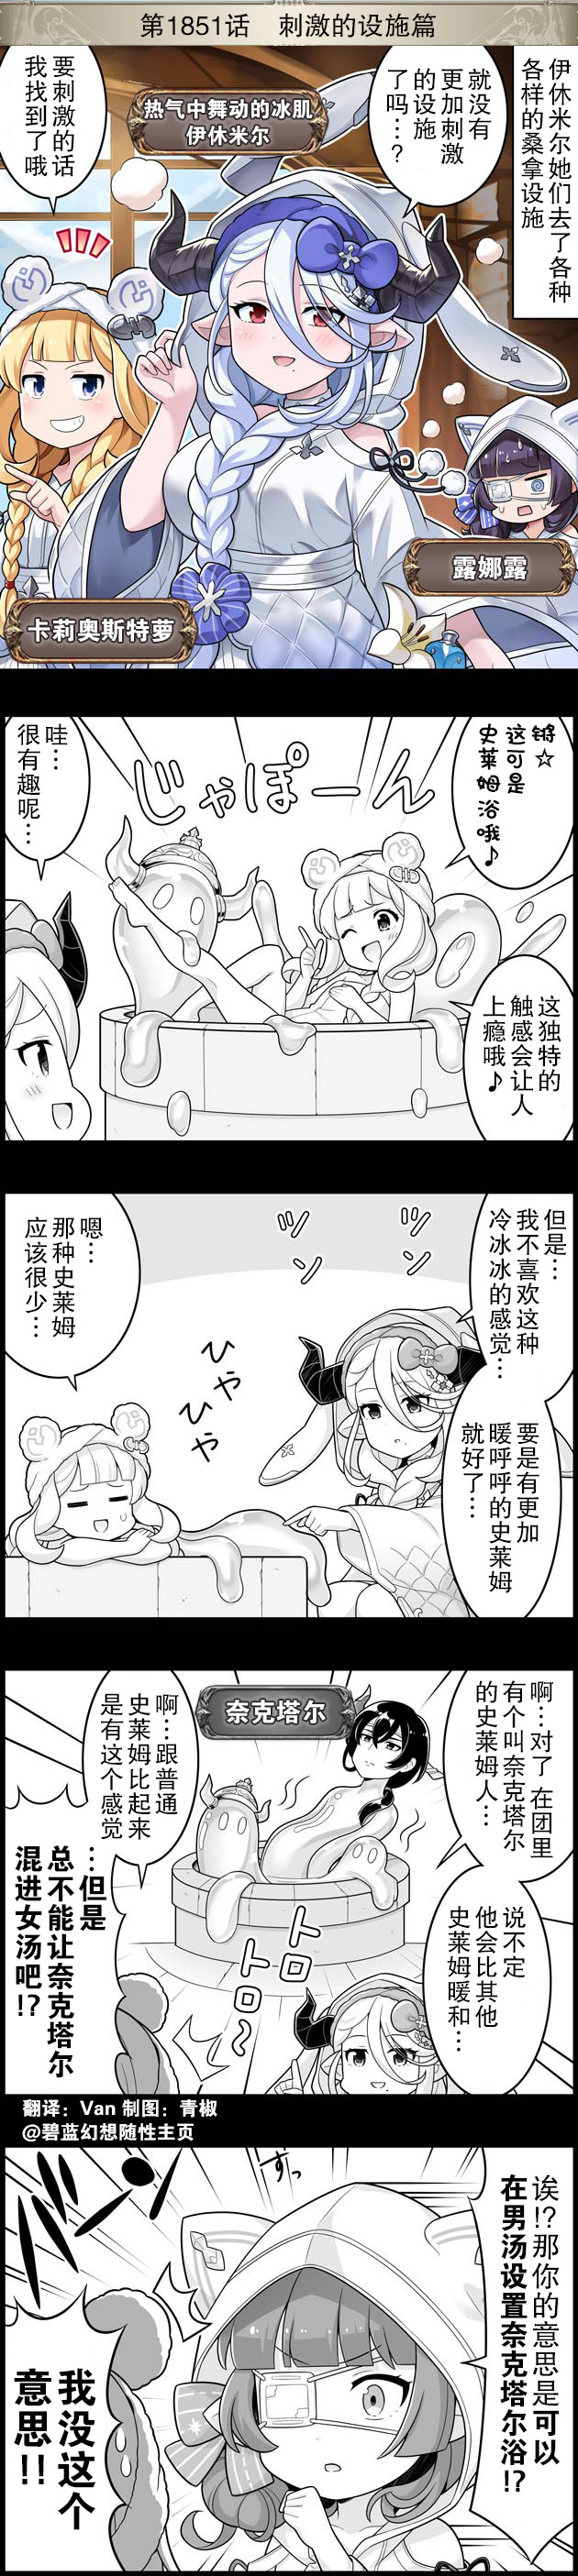 第1851话　刺激的设施篇
伊休米尔她们去了各种
各样的桑拿设施
就没有
更加刺激
的设施
了吗…?
热气中舞动的冰肌
伊休米尔
要刺激的话
我找到了哦
露娜露
卡莉奥斯特萝
锵☆
这可是
史莱姆浴哦♪
じゃぽーん
哇…
很有趣呢…
这独特的
触感会让人
上瘾哦♪
但是…
我不喜欢这种
冷冰冰的感觉…
要是有更加
暖呼呼的史莱姆
就好了…
ツンツン
ツンツン
ひやひや
嗯…
那种史莱姆
应该很少…
啊…对了 在团里
有个叫奈克塔尔
的史莱姆人…
说不定
他会比其他
史莱姆暖和…
奈克塔尔
トロトロ〜
啊…跟普通
史莱姆比起来
是有这个感觉
…但是
总不能让奈克塔尔
混进女汤吧!?
翻译：Van 制图：青椒
@碧蓝幻想随性主页
诶!?那你的意思是可以
在男汤设置奈克塔尔浴!?
すっ
バーン!!
我没这个
意思!!